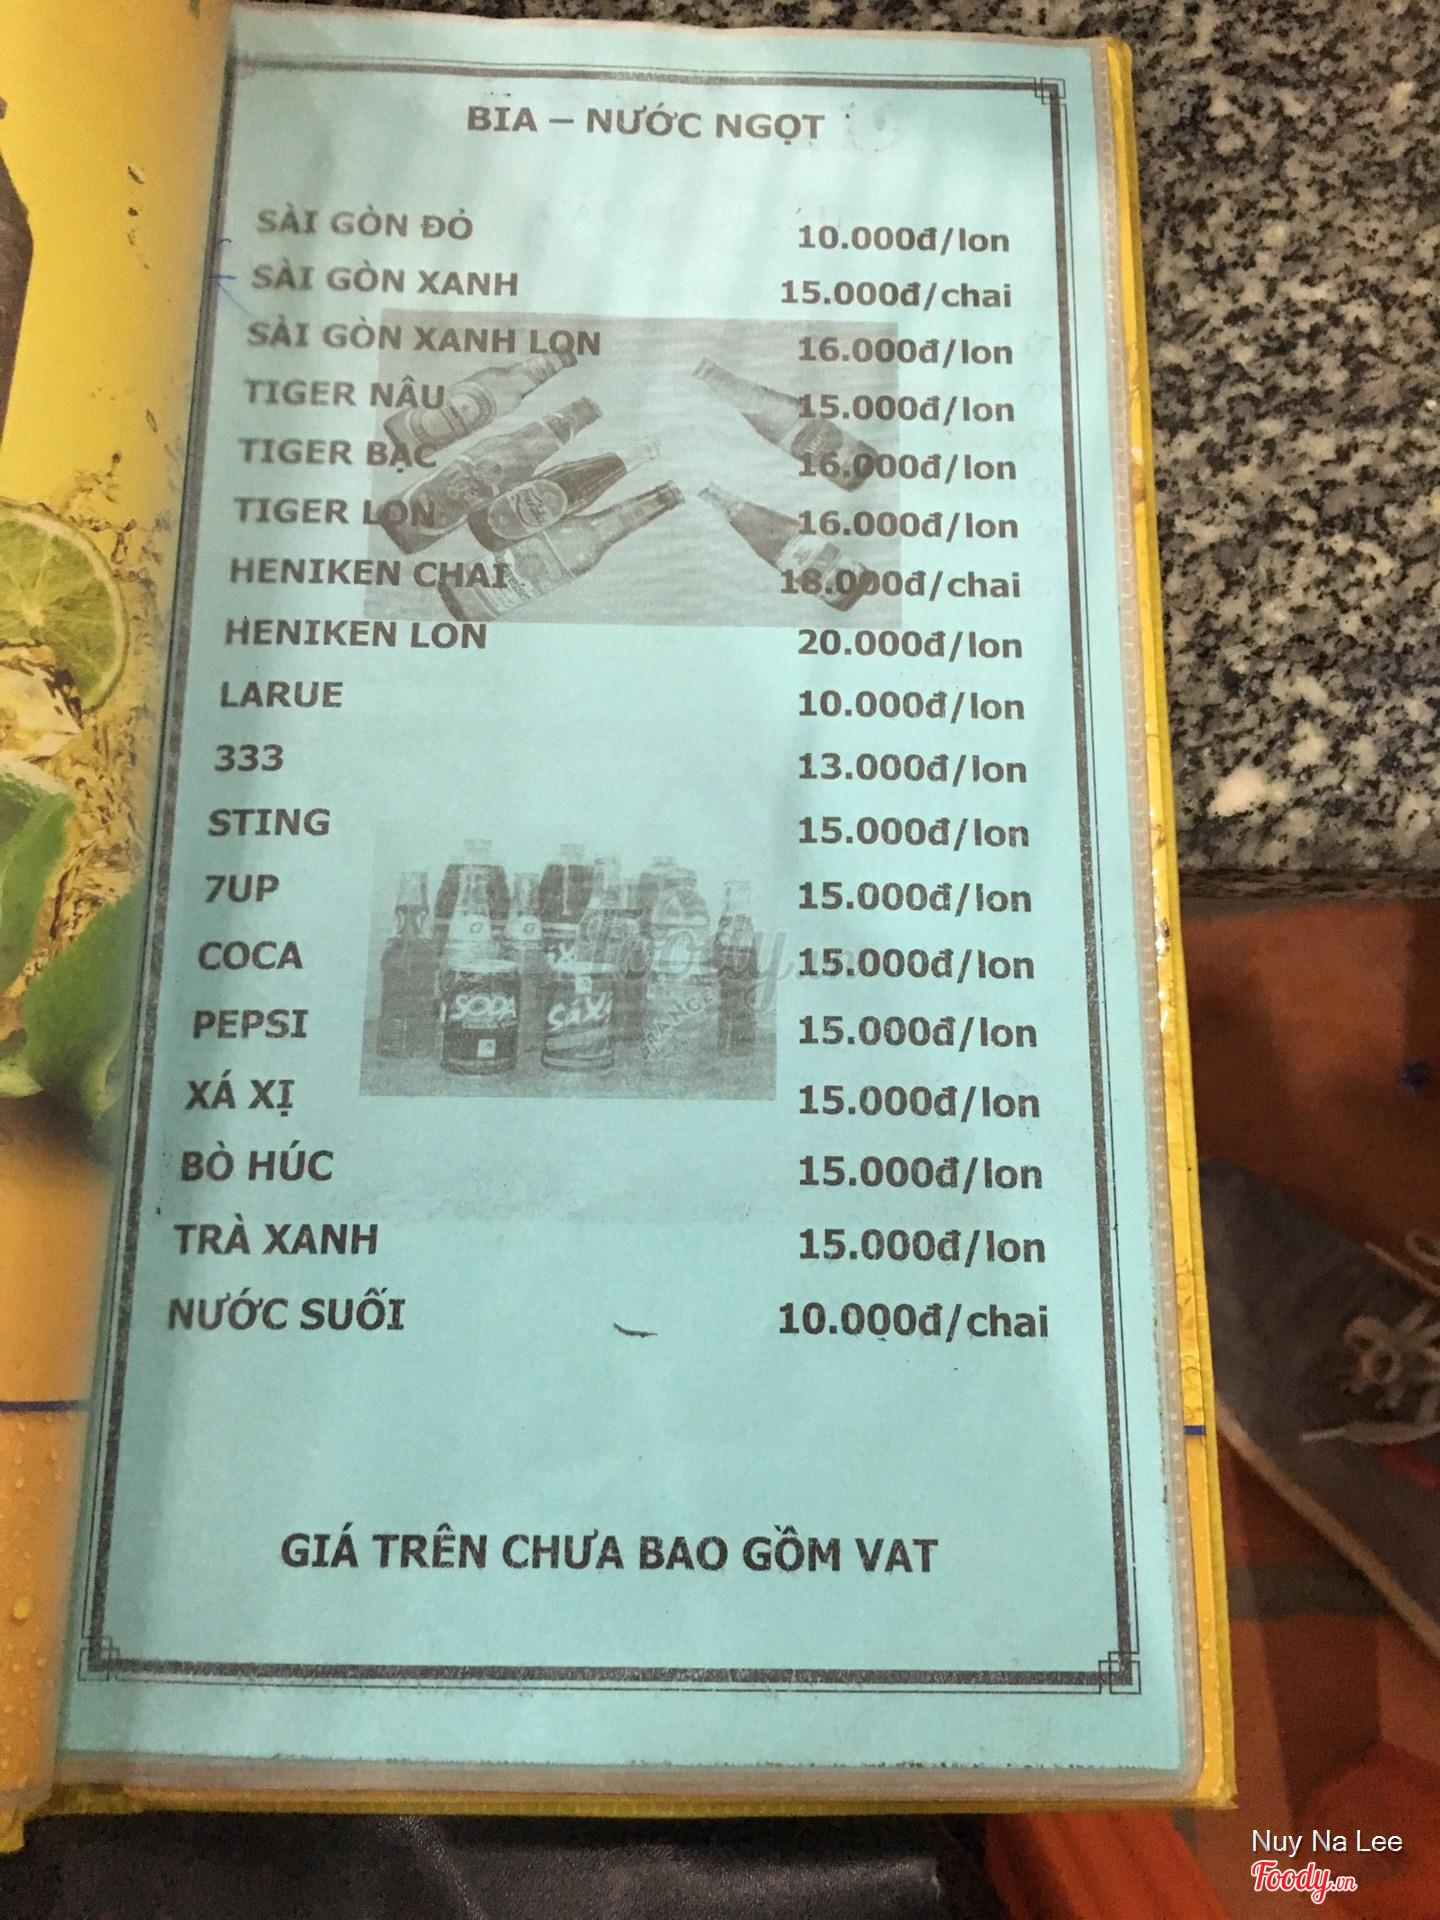 BIA – NƯỚC NGỌT
SÀI GÒN ĐỎ 10.000đ/lon
SÀI GÒN XANH 15.000đ/chai
SÀI GÒN XANH LON 16.000đ/lon
TIGER NÂU 15.000đ/lon
TIGER BẠC 16.000đ/lon
TIGER LON 16.000đ/lon
HENIKEN CHAI 18.000đ/chai
HENIKEN LON 20.000đ/lon
LARUE 10.000đ/lon
333 13.000đ/lon
STING 15.000đ/lon
7UP 15.000đ/lon
COCA 15.000đ/lon
PEPSI 15.000đ/lon
XÁ XỊ 15.000đ/lon
BÒ HÚC 15.000đ/lon
TRÀ XANH 15.000đ/lon
NƯỚC SUỐI 10.000đ/chai
SODA
SÁXỊ
ORANGE
Foody.vn
GIÁ TRÊN CHƯA BAO GỒM VAT
Nuy Na Lee
Foody.vn